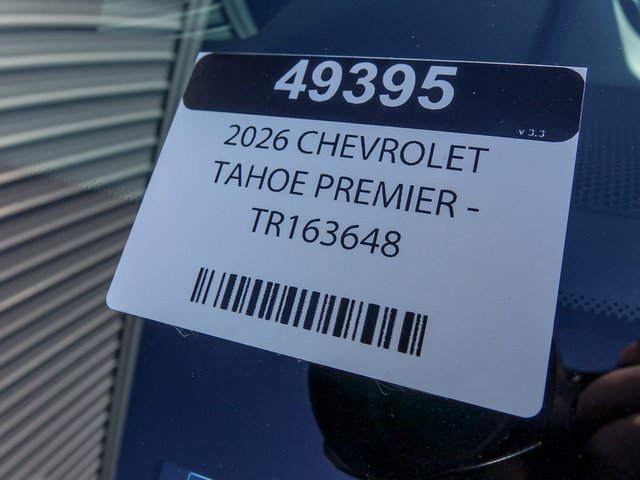 49395
v 3.3
2026 CHEVROLET
TAHOE PREMIER -
TR163648